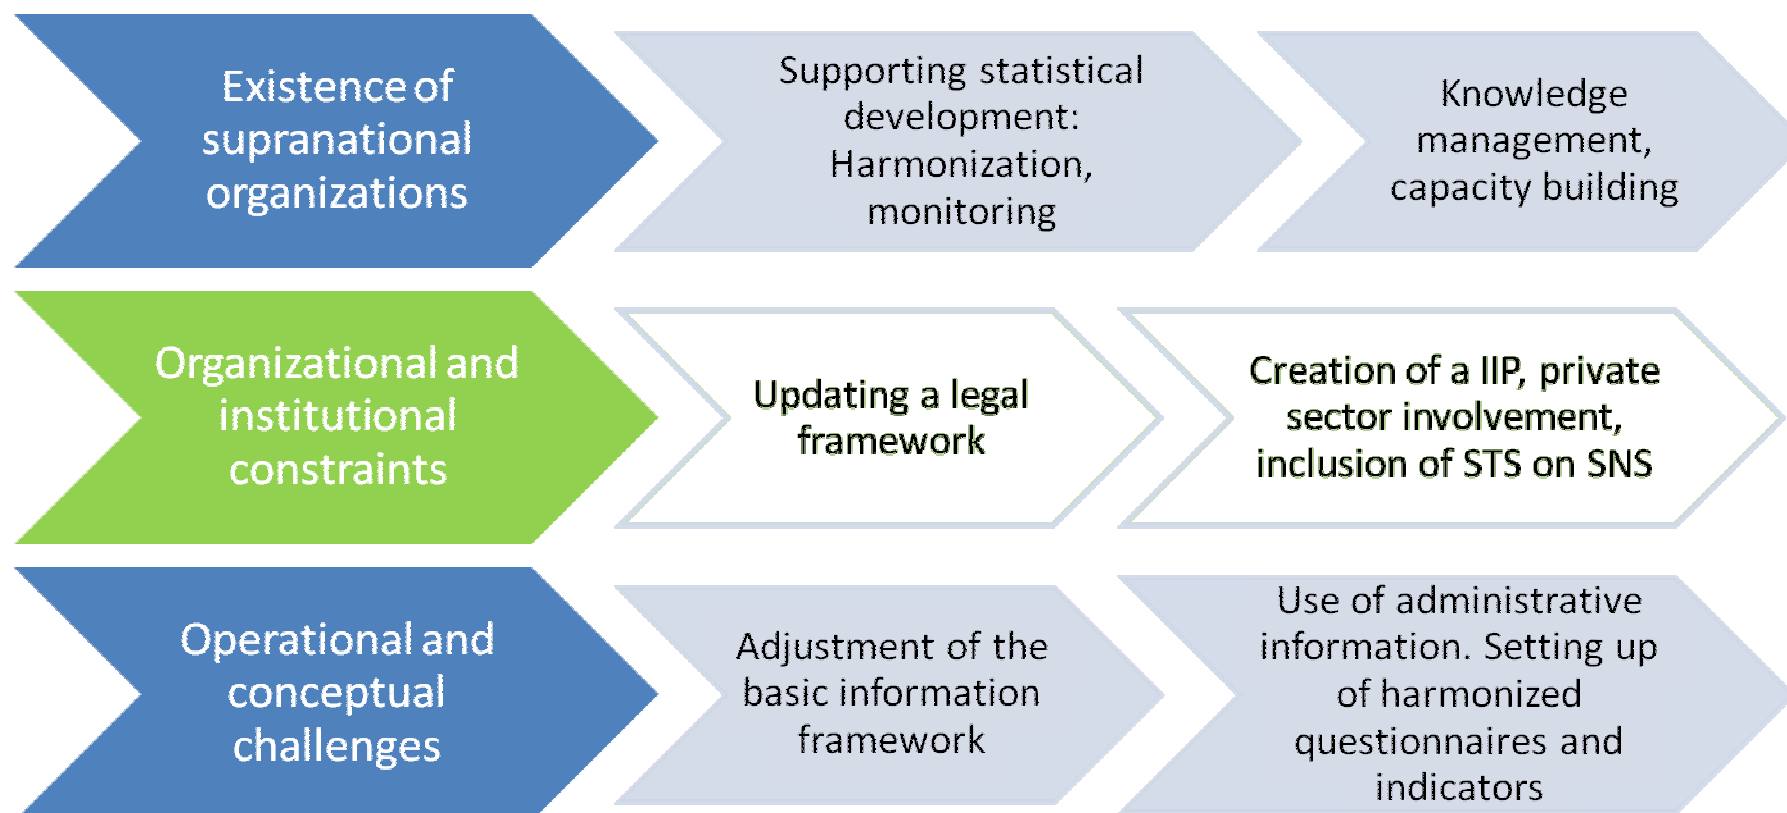 Existence of
supranational
organizations
Supporting statistical
development:
Harmonization,
monitoring
Knowledge
management,
capacity building
Organizational and
institutional
constraints
Updating a legal
framework
Creation of a IIP, private
sector involvement,
inclusion of STS on SNS
Operational and
conceptual
challenges
Adjustment of the
basic information
framework
Use of administrative
information. Setting up
of harmonized
questionnaires and
indicators